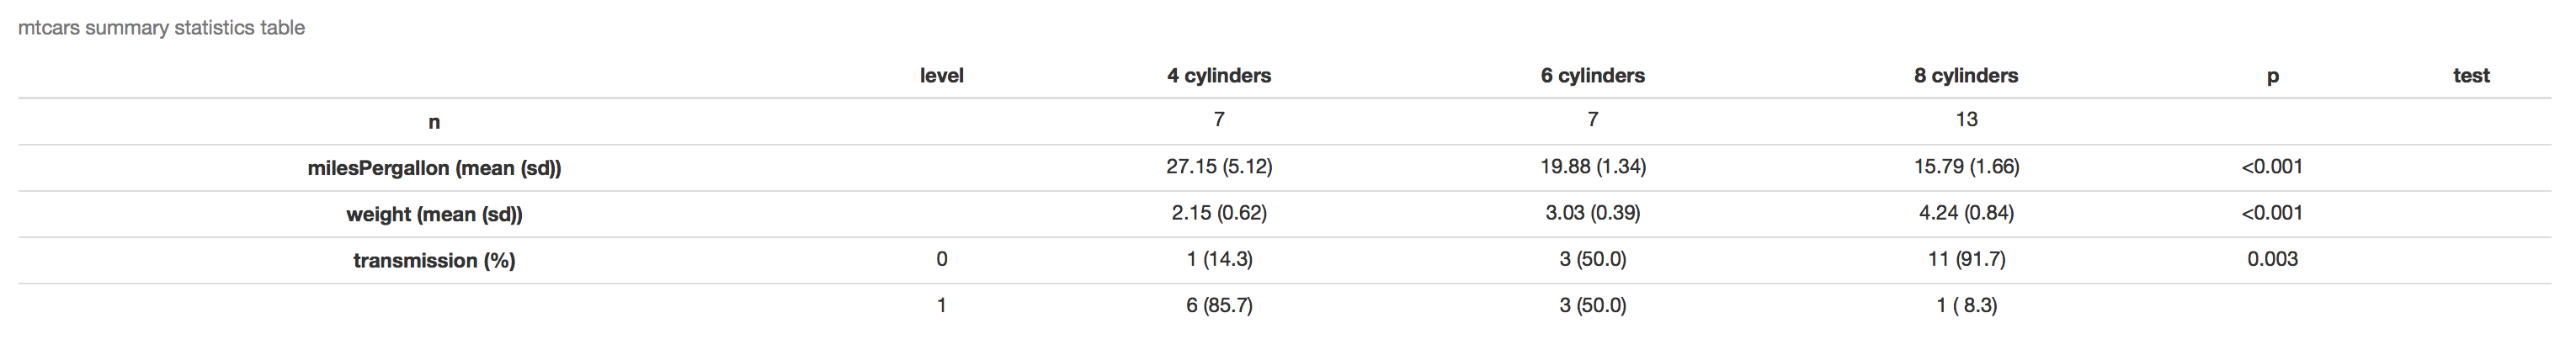 mtcars summary statistics table
level 4 cylinders 6 cylinders 8 cylinders p test
n 7 7 13
milesPergallon (mean (sd)) 27.15 (5.12) 19.88 (1.34) 15.79 (1.66) <0.001
weight (mean (sd)) 2.15 (0.62) 3.03 (0.39) 4.24 (0.84) <0.001
transmission (%) 0 1 (14.3) 3 (50.0) 11 (91.7) 0.003
1 6 (85.7) 3 (50.0) 1 ( 8.3)